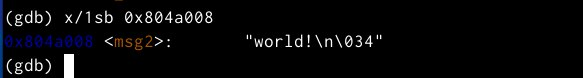 (gdb) x/1sb 0x804a008
0x804a008 <msg2>: "world!\n\034"
(gdb)